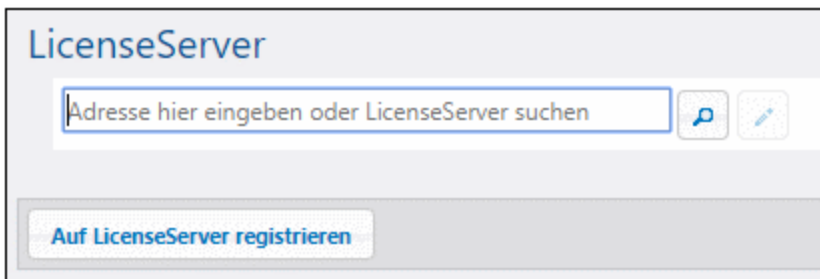 LicenseServer
Adresse hier eingeben oder LicenseServer suchen
Auf LicenseServer registrieren